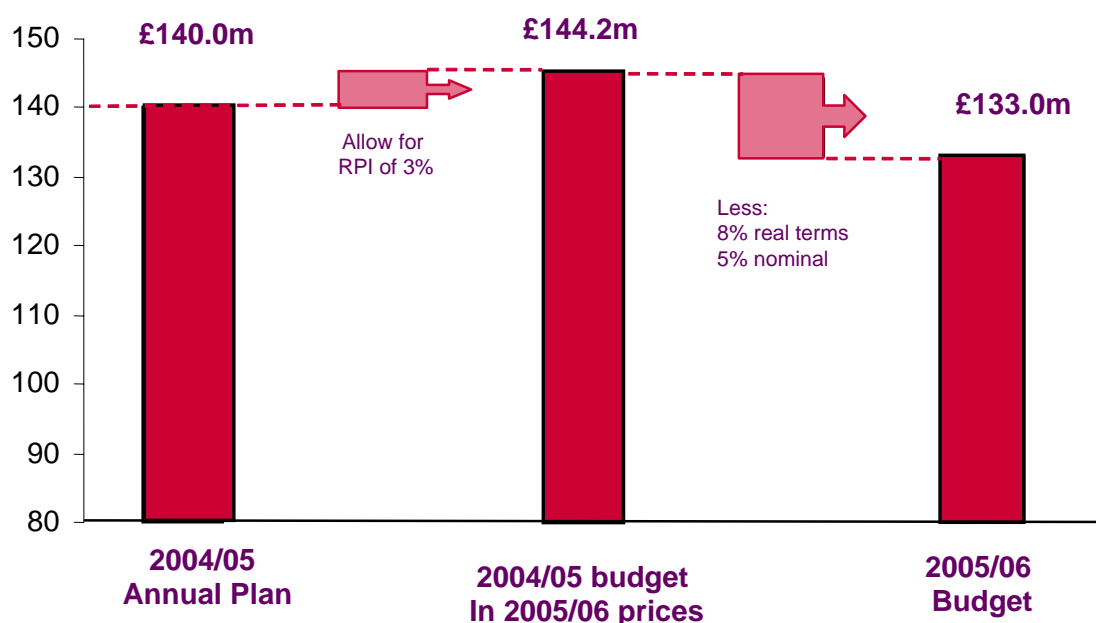 £140.0m
£144.2m
£133.0m
150
140
130
120
110
100
90
80
Allow for
RPI of 3%
Less:
8% real terms
5% nominal
2004/05
Annual Plan
2004/05 budget
In 2005/06 prices
2005/06
Budget